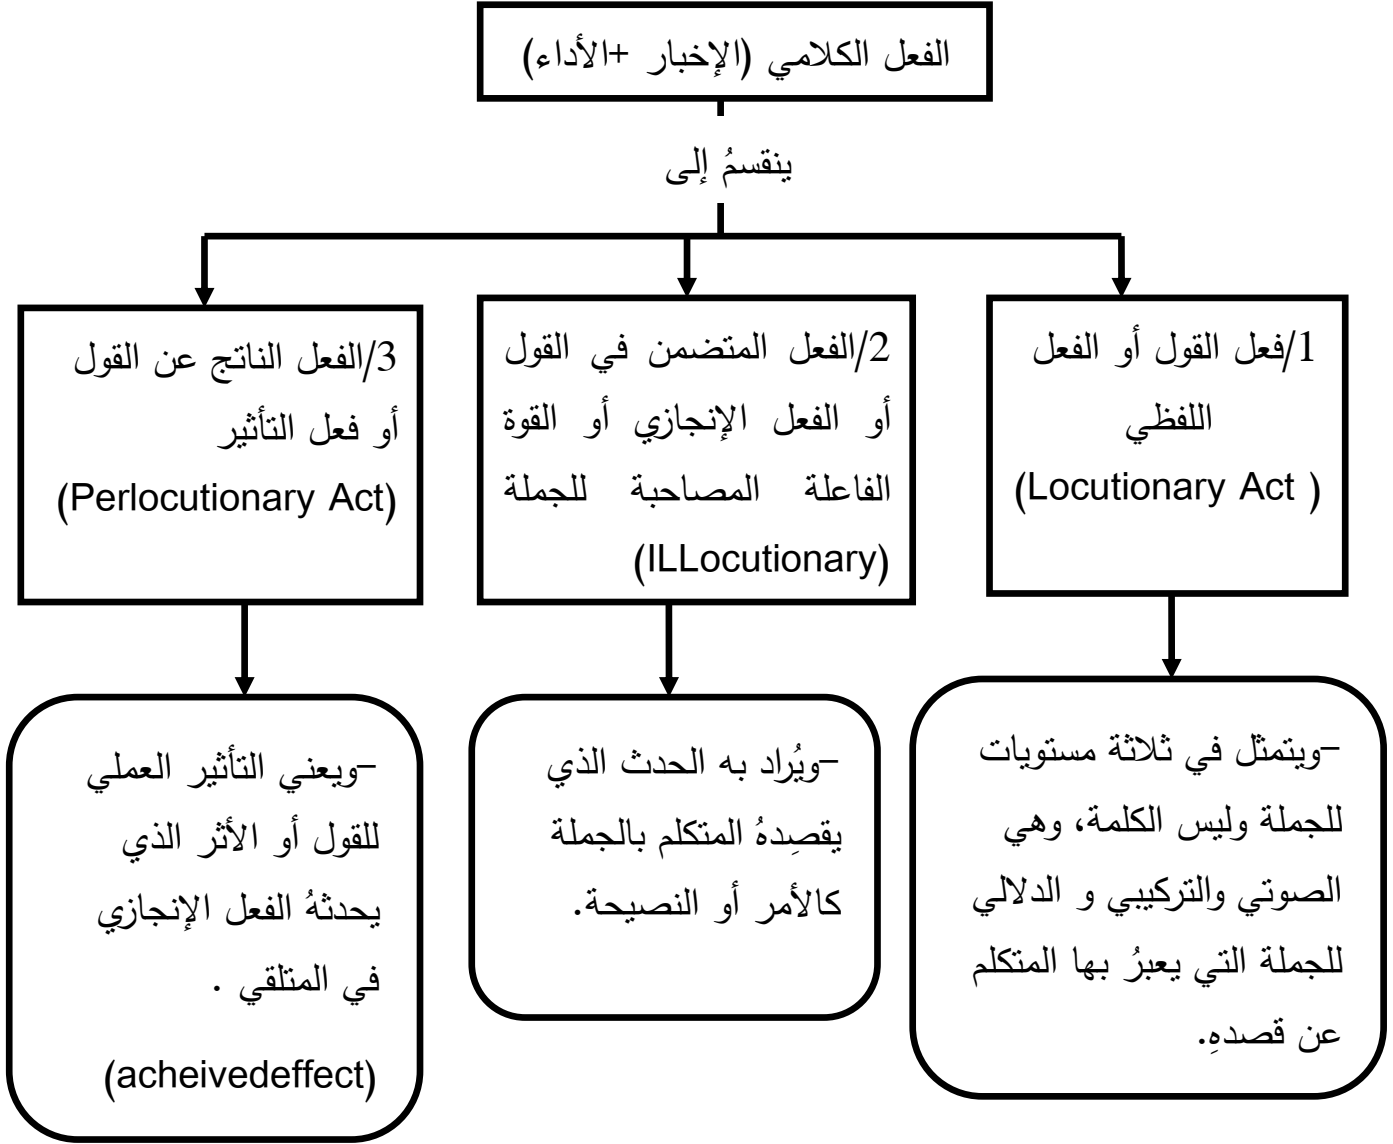 الفعل الكلامي (الإخبار +الأداء)
ينقسمُ إلى
1/فعل القول أو الفعل
اللفظي
(Locutionary Act )
2/الفعل المتضمن في القول
أو الفعل الإنجازي أو القوة
الفاعلة المصاحبة للجملة
(ILLocutionary)
3/الفعل الناتج عن القول
أو فعل التأثير
(Perlocutionary Act)
-ويتمثل في ثلاثة مستويات
للجملة وليس الكلمة، وهي
الصوتي والتركيبي و الدلالي
للجملة التي يعبرُ بها المتكلم
عن قصدهِ.
-ويُراد به الحدث الذي
يقصِدهُ المتكلم بالجملة
كالأمر أو النصيحة.
-ويعني التأثير العملي
للقول أو الأثر الذي
يحدثهُ الفعل الإنجازي
في المتلقي .
(acheivedeffect)